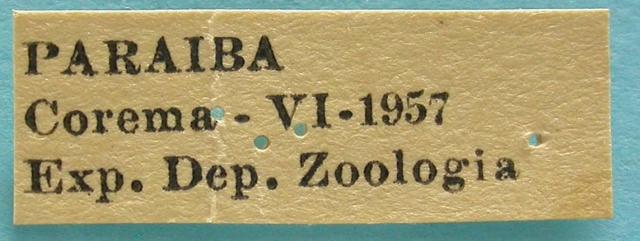 PARAIBA
Corema - VI-1957
Exp. Dep. Zoologia